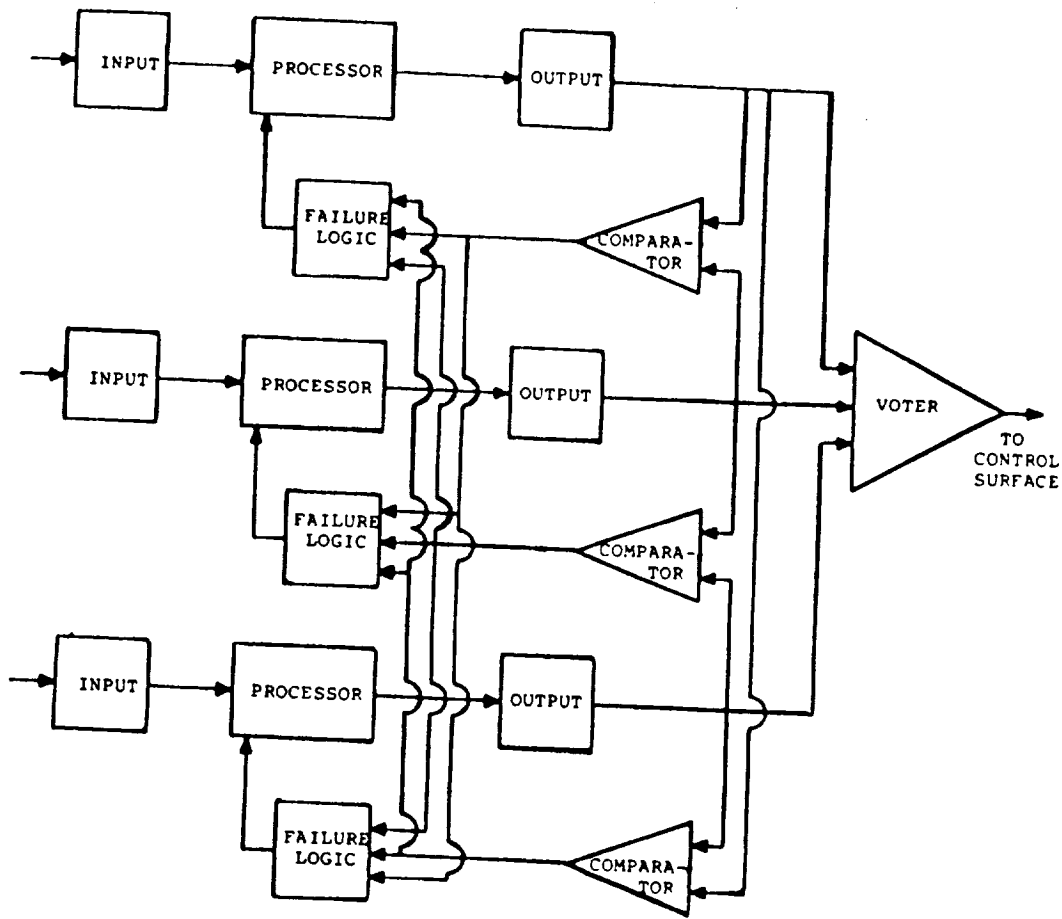 INPUT
PROCESSOR
OUTPUT
FAILURE
LOGIC
COMPARA-
TOR
INPUT
PROCESSOR
OUTPUT
VOTER
TO
CONTROL
SURFACE
FAILURE
LOGIC
COMPARA-
TOR
INPUT
PROCESSOR
OUTPUT
FAILURE
LOGIC
COMPARA-
TOR